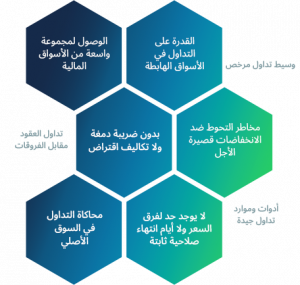 القدرة على
التداول في
الأسواق الهابطة
الوصول لمجموعة
واسعة من الأسواق
المالية
وسيط تداول مرخص
مخاطر التحوط ضد
الانخفاضات قصيرة
الأجل
بدون ضريبة دمغة
ولا تكاليف اقتراض
تداول العقود
مقابل الفروقات
أدوات وموارد
تداول جيدة
لا يوجد حد لفرق
السعر ولا أيام انتهاء
صلاحية ثابتة
محاكاة التداول
في السوق
الأصلي